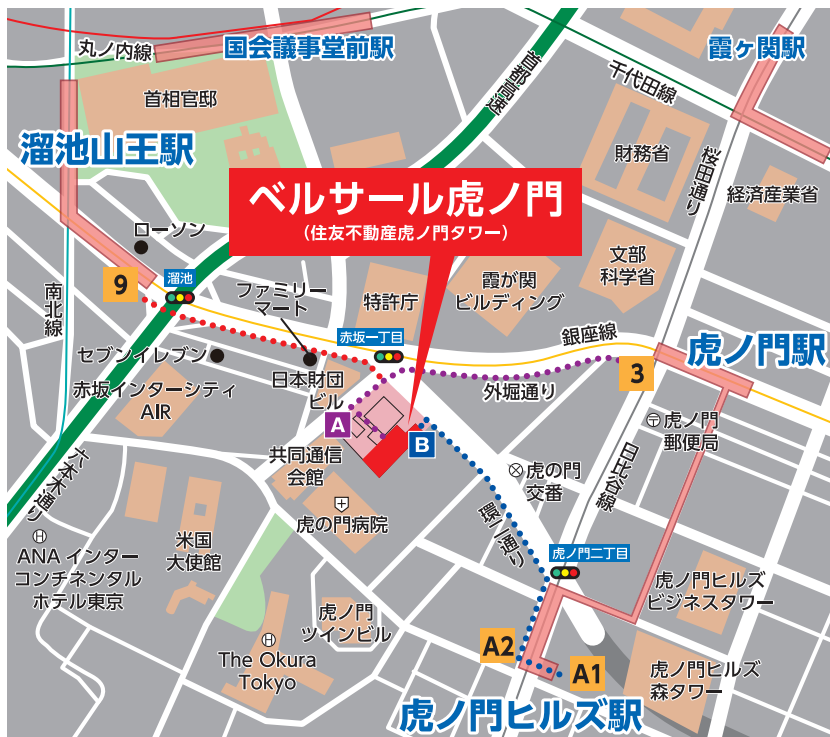 丸ノ内線
国会議事堂前駅
首都高速
霞ヶ関駅
千代田線
首相官邸
溜池山王駅
財務省
桜田通り
経済産業省
ベルサール虎ノ門
(住友不動産虎ノ門タワー)
ローソン
文部
科学省
9
溜池
南北線
ファミリー
マート
特許庁
霞が関
ビルディング
赤坂一丁目
銀座線
虎ノ門駅
セブンイレブン
日本財団
ビル
外堀通り
3
赤坂インターシティ
AIR
A
B
虎ノ門
郵便局
共同通信
会館
虎の門
交番
日比谷線
六本木通り
虎の門病院
環二通り
H
ANA インター
コンチネンタル
ホテル東京
米国
大使館
虎ノ門二丁目
虎ノ門ヒルズ
ビジネスタワー
虎ノ門
ツインビル
H
The Okura
Tokyo
A2
A1
虎ノ門ヒルズ
森タワー
虎ノ門ヒルズ駅